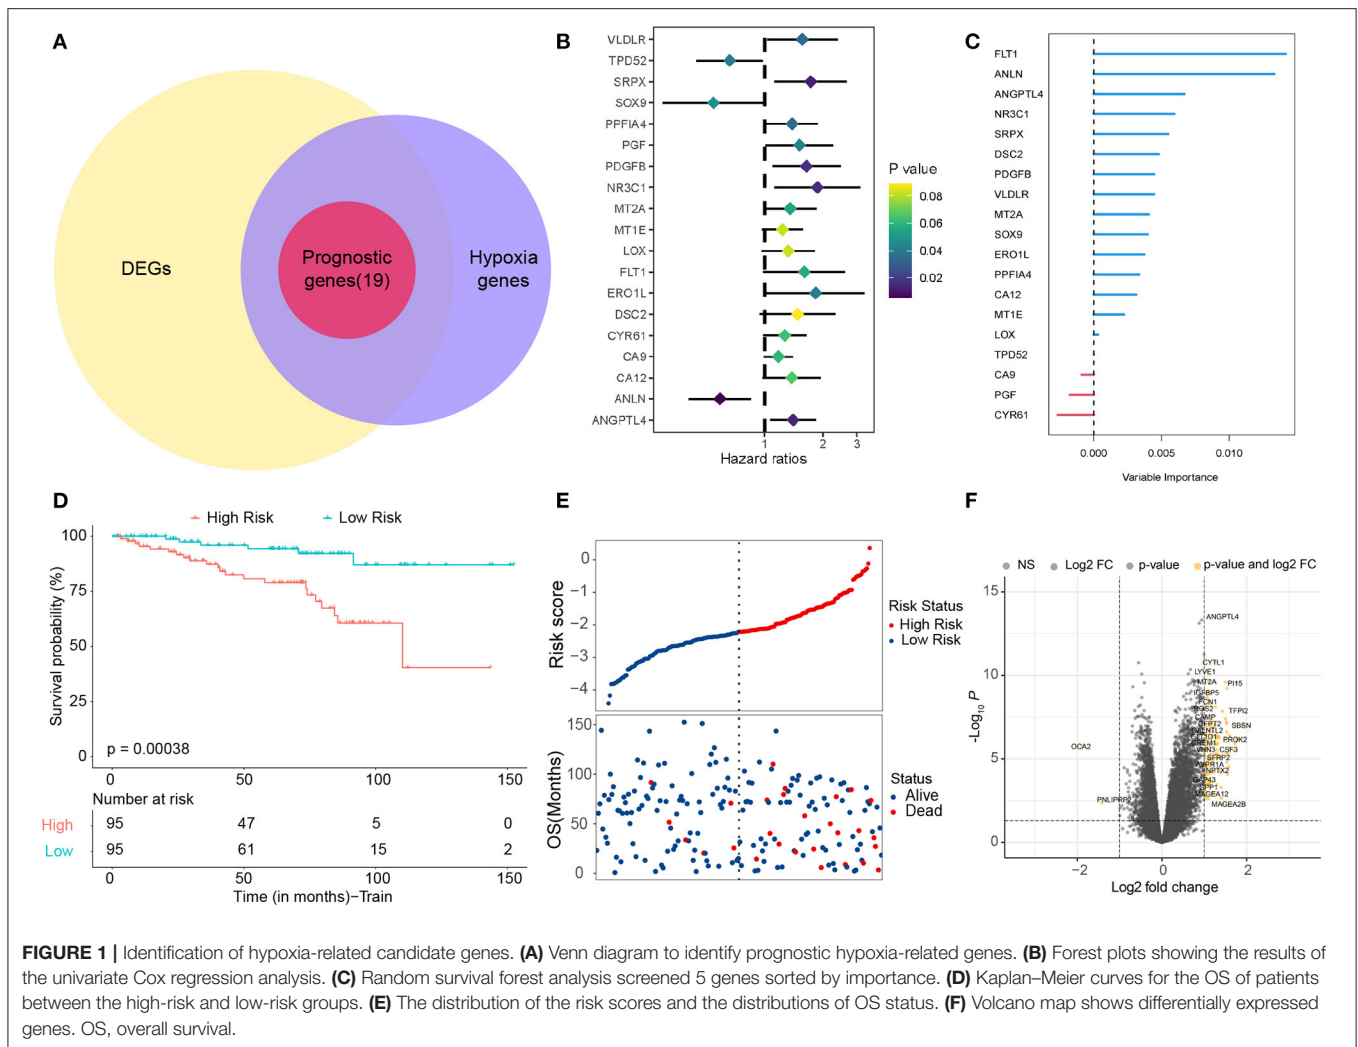 A
DEGs
Prognostic
genes(19)
Hypoxia
genes
B
VLDLR
TPD52
SRPX
SOX9
PPFIA4
PGF
PDGFB
NR3C1
MT2A
MT1E
LOX
FLT1
ERO1L
DSC2
CYR61
CA9
CA12
ANLN
ANGPTL4
1 2 3
Hazard ratios
P value
0.08
0.06
0.04
0.02
C
FLT1
ANLN
ANGPTL4
NR3C1
SRPX
DSC2
PDGFB
VLDLR
MT2A
SOX9
ERO1L
PPFIA4
CA12
MT1E
LOX
TPD52
CA9
PGF
CYR61
0.000 0.005 0.010
Variable Importance
D
High Risk Low Risk
Survival probability (%)
100
75
50
25
0
p = 0.00038
0 50 100 150
Number at risk
High 95 47 5 0
Low 95 61 15 2
0 50 100 150
Time (in months)−Train
E
Risk score
0
−1
−2
−3
−4
Risk Status
High Risk
Low Risk
OS(Months)
150
100
50
0
Status
Alive
Dead
F
NS Log2 FC p-value p-value and log2 FC
-Log10 P
15
10
5
0
ANGPTL4
CYTL1
LYVE1
MT2A
PI15
IGFBP5
FCN1
RGS2
TFPI2
CAMP
SBSN
GALNTL2
PROK2
GREM1
VNN3 CSF3
SFRP2
AVPR1A
NPTX2
GAP43
SPP1
MAGEA12
MAGEA2B
OCA2
PNLIPRP2
−2 0 2
Log2 fold change
FIGURE 1 | Identification of hypoxia-related candidate genes. (A) Venn diagram to identify prognostic hypoxia-related genes. (B) Forest plots showing the results of
the univariate Cox regression analysis. (C) Random survival forest analysis screened 5 genes sorted by importance. (D) Kaplan–Meier curves for the OS of patients
between the high-risk and low-risk groups. (E) The distribution of the risk scores and the distributions of OS status. (F) Volcano map shows differentially expressed
genes. OS, overall survival.